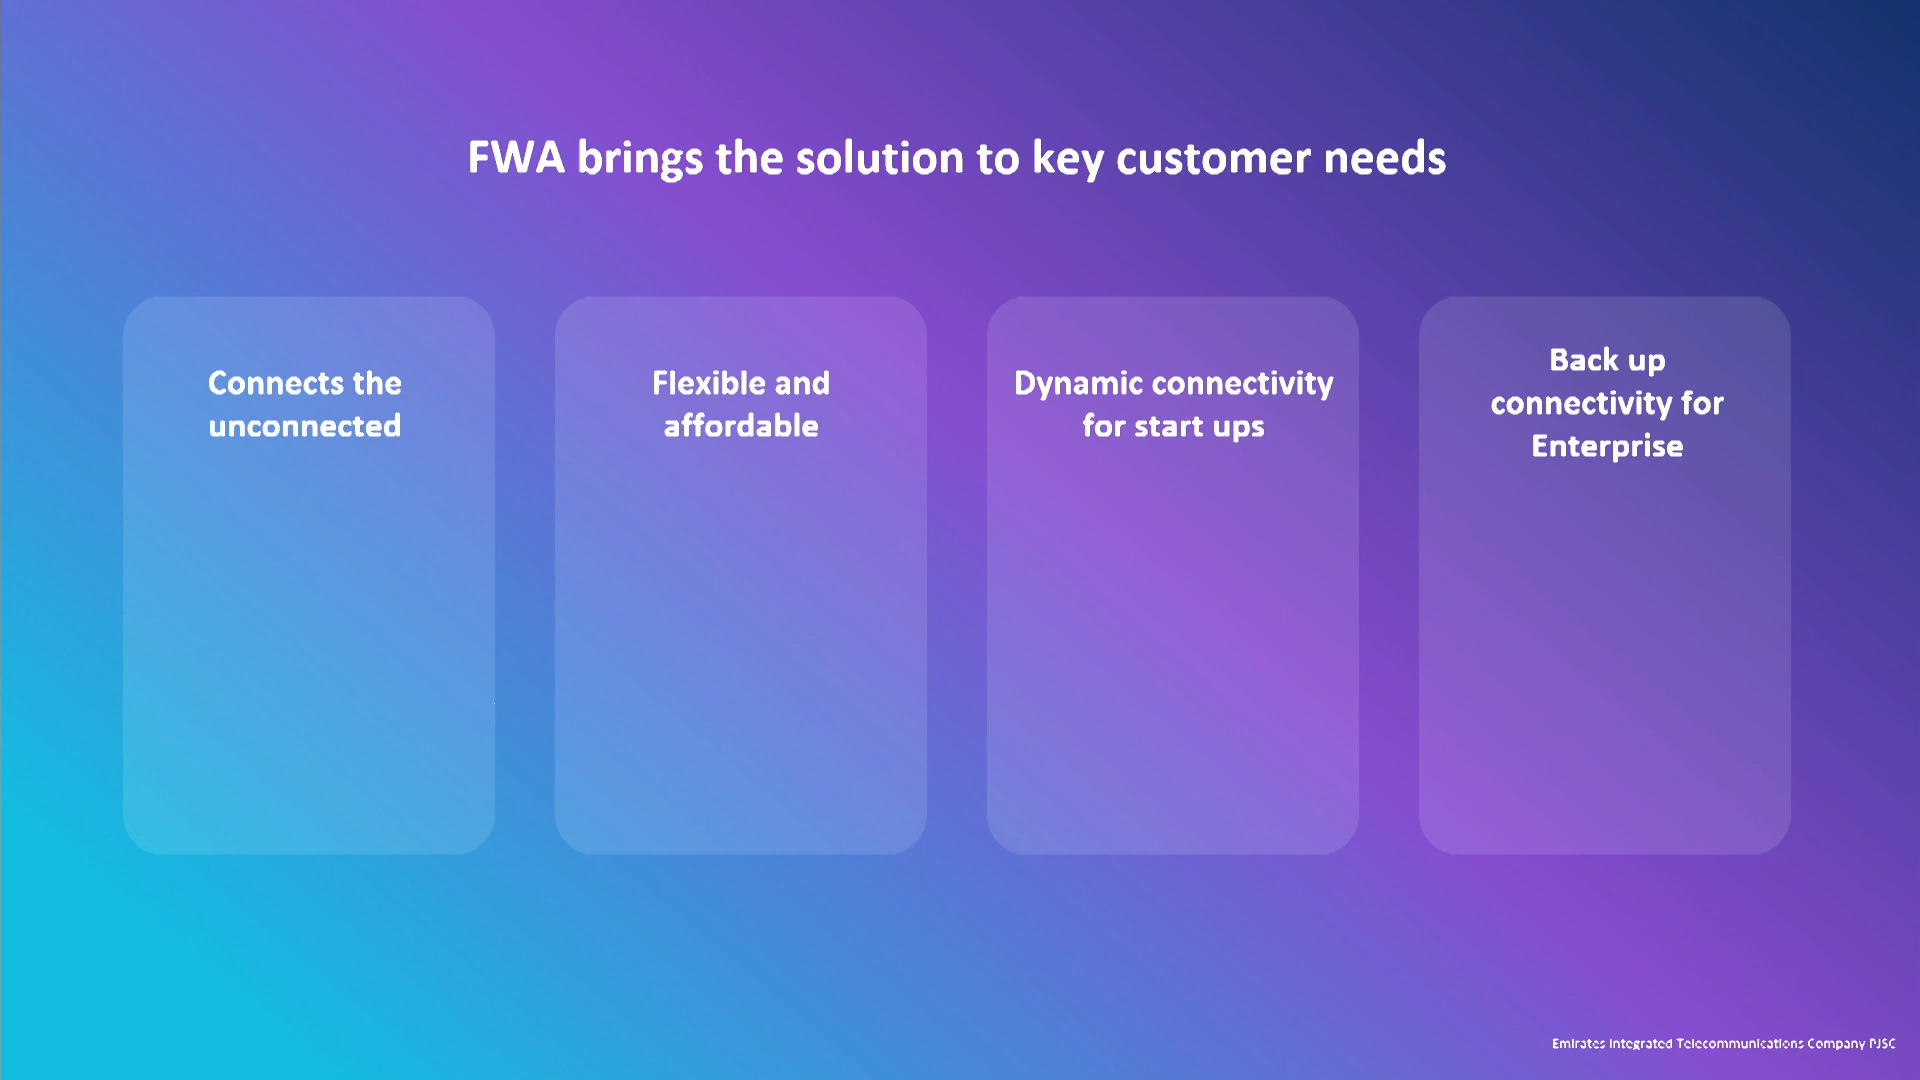 FWA brings the solution to key customer needs
Connects the
unconnected
Flexible and
affordable
Dynamic connectivity
for start ups
Back up
connectivity for
Enterprise
Emirates Integrated Telecommunications Company PJSC